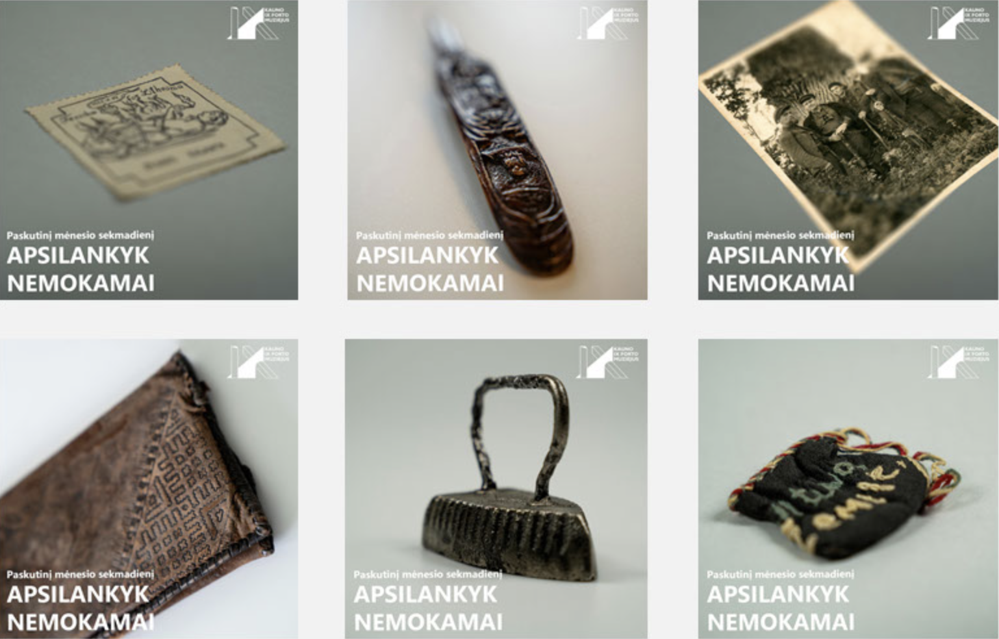 KAUNO
IX FORTO
MUZIEJUS
Paskutinį mėnesio sekmadienį
APSILANKYK
NEMOKAMAI
KAUNO
IX FORTO
MUZIEJUS
Paskutinį mėnesio sekmadienį
APSILANKYK
NEMOKAMAI
KAUNO
IX FORTO
MUZIEJUS
Paskutinį mėnesio sekmadienį
APSILANKYK
NEMOKAMAI
KAUNO
IX FORTO
MUZIEJUS
Paskutinį mėnesio sekmadienį
APSILANKYK
NEMOKAMAI
KAUNO
IX FORTO
MUZIEJUS
Paskutinį mėnesio sekmadienį
APSILANKYK
NEMOKAMAI
KAUNO
IX FORTO
MUZIEJUS
Paskutinį mėnesio sekmadienį
APSILANKYK
NEMOKAMAI